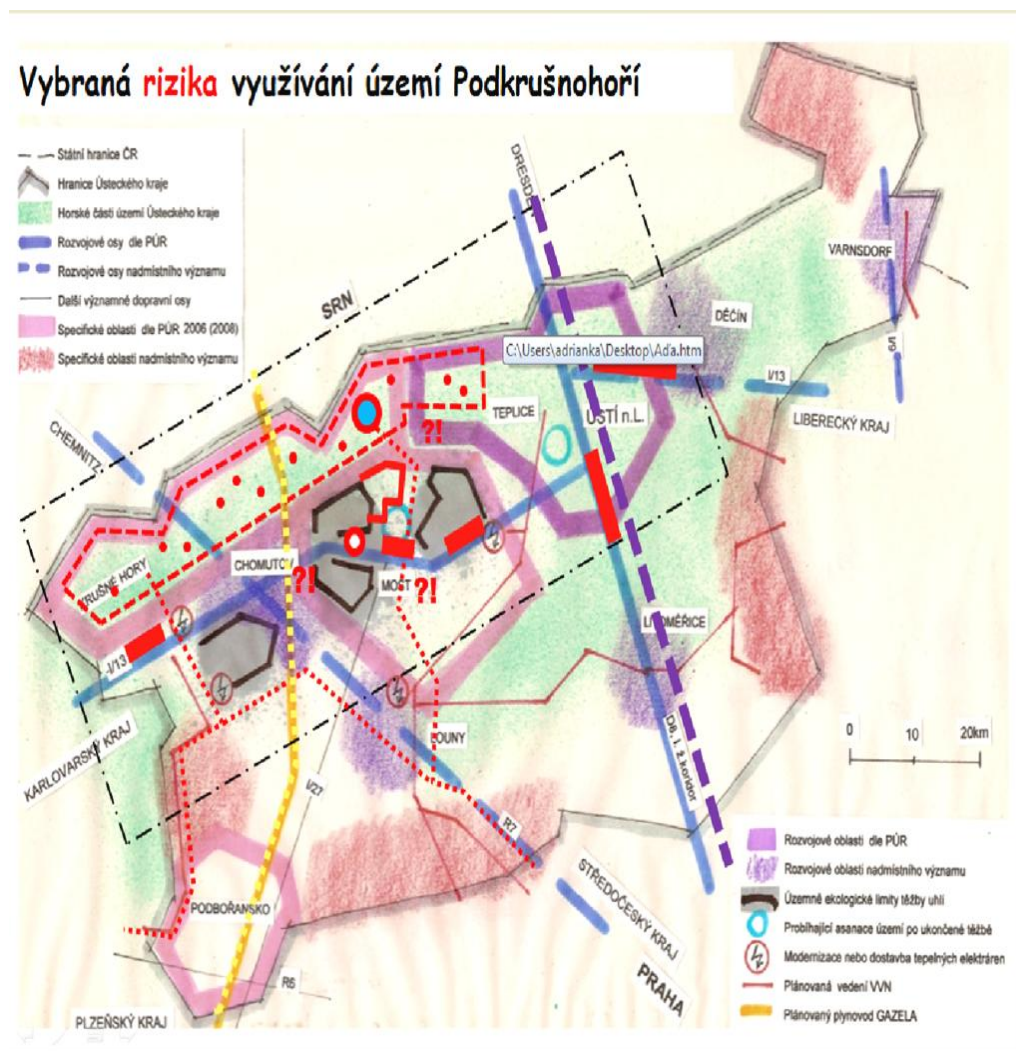 Vybraná rizika využívání území Podkrušnohoří
Státní hranice ČR
Hranice Ústeckého kraje
Horské části území Ústeckého kraje
Rozvojové osy dle PÚR
Rozvojové osy nadmístního významu
Další významné dopravní osy
Specifické oblasti dle PÚR 2006 (2008)
Specifické oblasti nadmístního významu
DRESDEN
SRN
VARNSDORF
DĚČÍN
C:\Users\adrianka\Desktop\Aďa.htm
I/9
I/13
LIBERECKÝ KRAJ
TEPLICE
ÚSTÍ n.L.
CHEMNITZ
?!
KRUŠNÉ HORY
CHOMUTOV
?!
MOST
?!
LITOMĚŘICE
I/13
KARLOVARSKÝ KRAJ
LOUNY
D8, I. ž. koridor
0 10 20km
I/27
R7
STŘEDOČESKÝ KRAJ
PRAHA
PODBOŘANSKO
R6
PLZEŇSKÝ KRAJ
Rozvojové oblasti dle PÚR
Rozvojové oblasti nadmístního významu
Územně ekologické limity těžby uhlí
Probíhající asanace území po ukončené těžbě
Modernizace nebo dostavba tepelných elektráren
Plánovaná vedení VVN
Plánovaný plynovod GAZELA